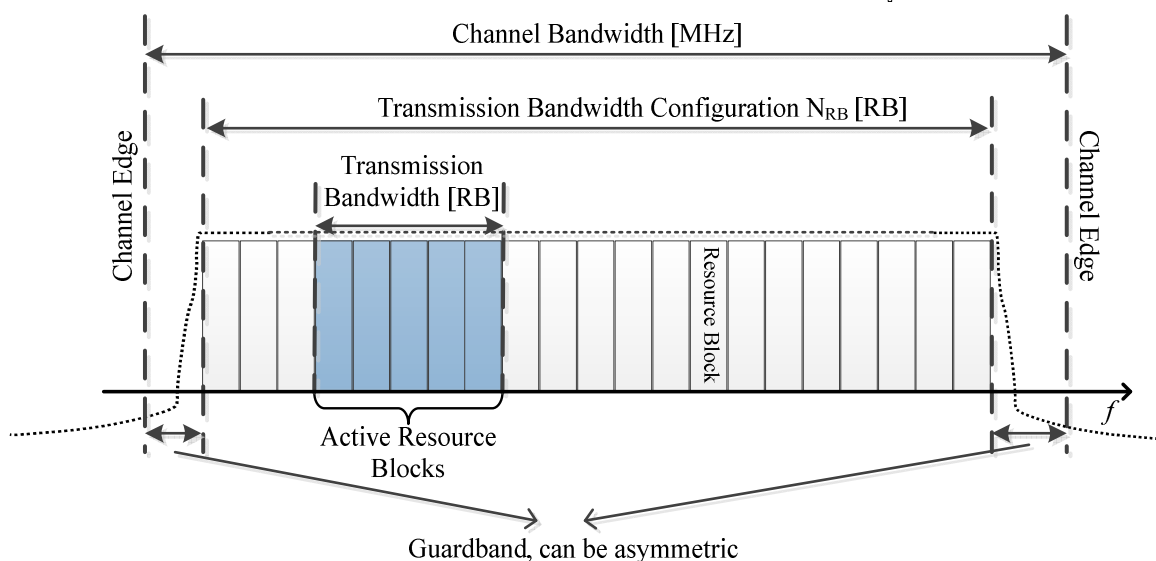 Channel Bandwidth [MHz]
Transmission Bandwidth Configuration NRB [RB]
Channel Edge
Transmission
Bandwidth [RB]
Channel Edge
Resource Block
f
Active Resource
Blocks
Guardband, can be asymmetric